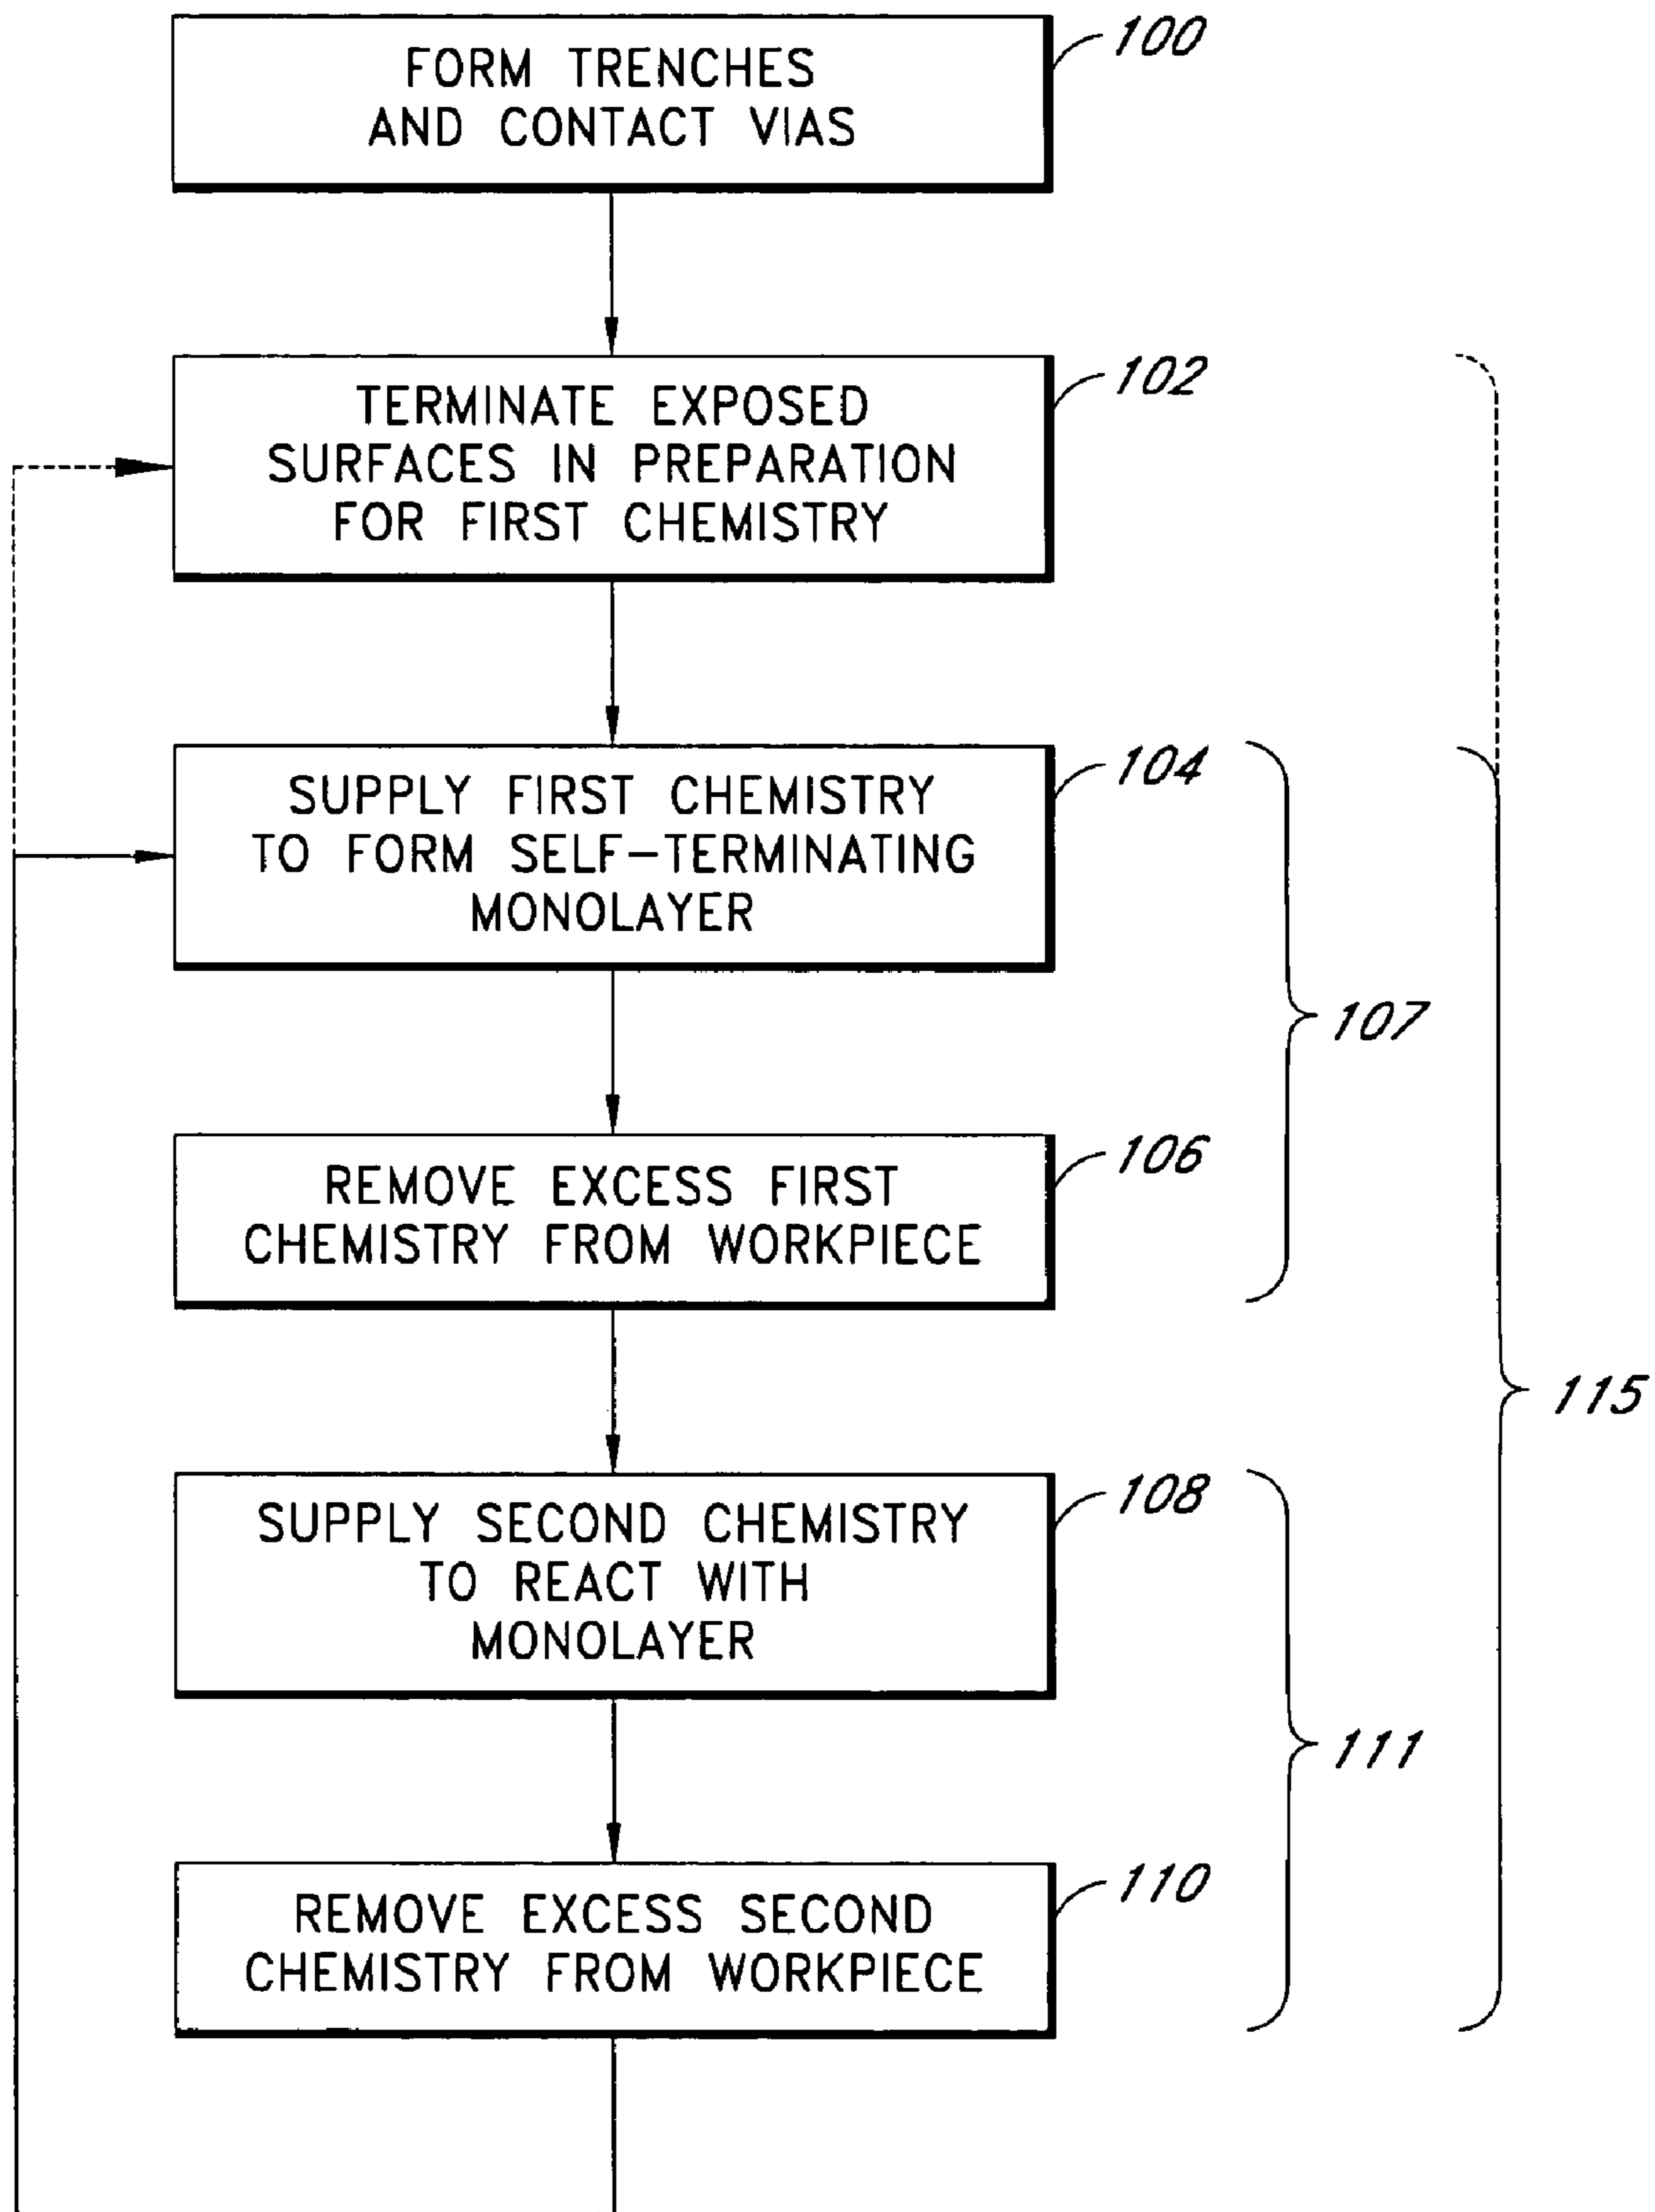 FORM TRENCHES
AND CONTACT VIAS
100
TERMINATE EXPOSED
SURFACES IN PREPARATION
FOR FIRST CHEMISTRY
102
SUPPLY FIRST CHEMISTRY
TO FORM SELF-TERMINATING
MONOLAYER
104
107
REMOVE EXCESS FIRST
CHEMISTRY FROM WORKPIECE
106
115
SUPPLY SECOND CHEMISTRY
TO REACT WITH
MONOLAYER
108
111
REMOVE EXCESS SECOND
CHEMISTRY FROM WORKPIECE
110